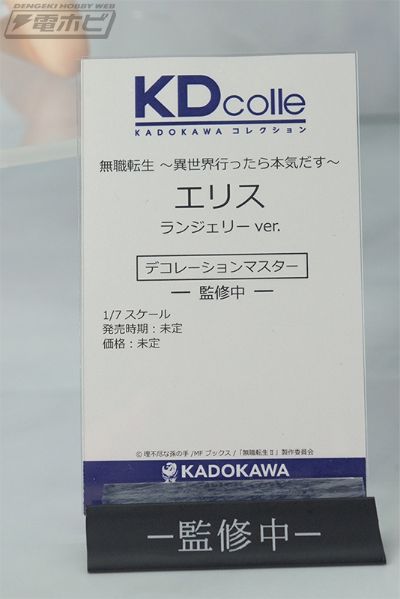 DENGEKI HOBBY WEB
電ホビ
KDcolle
KADOKAWA コレクション
無職転生 ～異世界行ったら本気だす～
エリス
ランジェリー ver.
デコレーションマスター
ー 監修中 ー
1/7 スケール
発売時期：未定
価格：未定
© 理不尽な孫の手/MFブックス/「無職転生Ⅱ」製作委員会
KADOKAWA
ー監修中ー